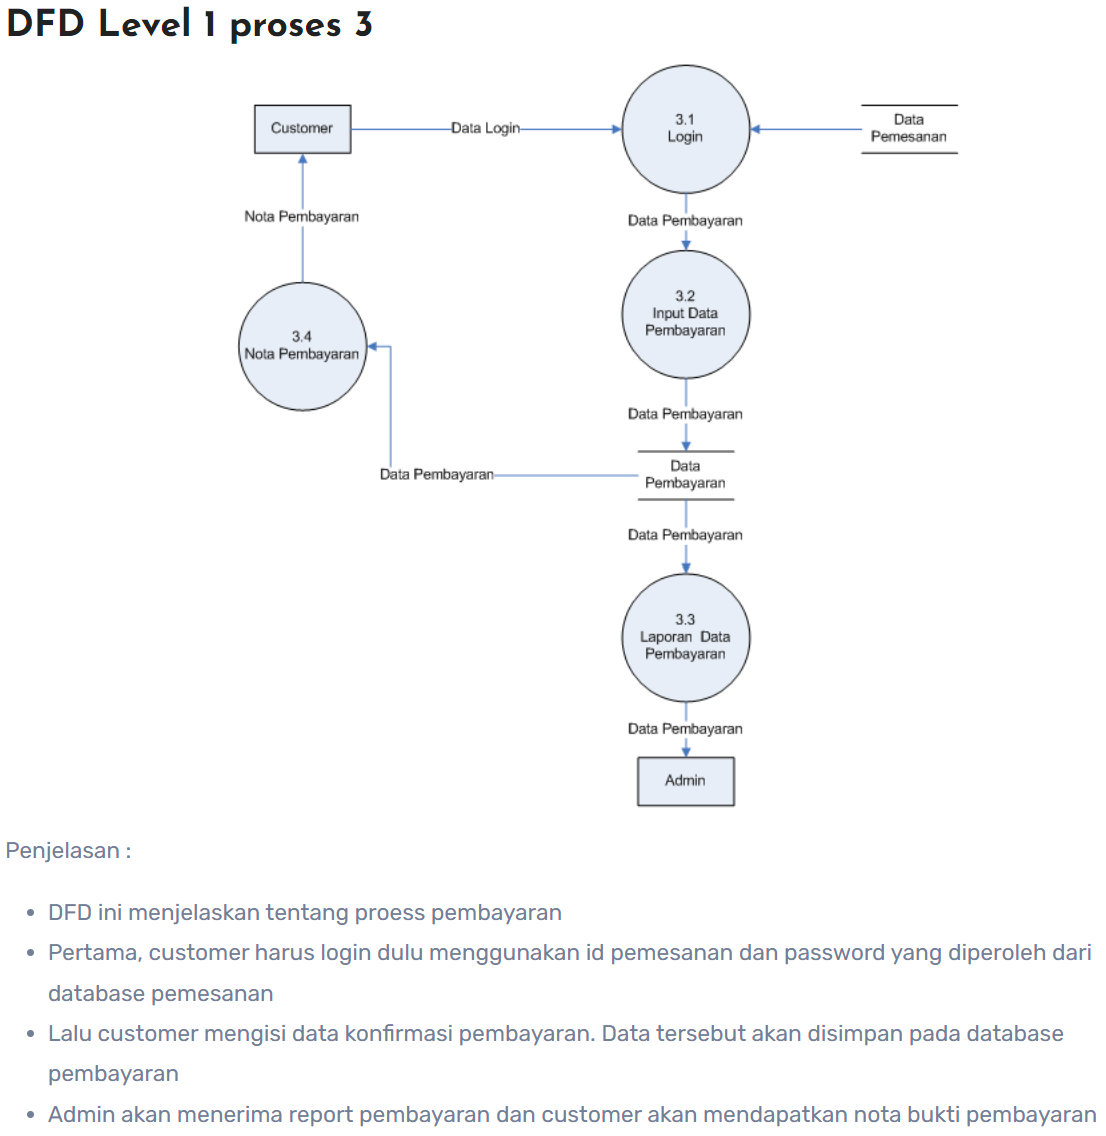 DFD Level 1 proses 3
Customer
Data Login
3.1
Login
Data
Pemesanan
Nota Pembayaran
Data Pembayaran
3.2
Input Data
Pembayaran
3.4
Nota Pembayaran
Data Pembayaran
Data
Pembayaran
Data Pembayaran
Data Pembayaran
3.3
Laporan Data
Pembayaran
Data Pembayaran
Admin
Penjelasan :
• DFD ini menjelaskan tentang proess pembayaran
• Pertama, customer harus login dulu menggunakan id pemesanan dan password yang diperoleh dari
database pemesanan
• Lalu customer mengisi data konfirmasi pembayaran. Data tersebut akan disimpan pada database
pembayaran
• Admin akan menerima report pembayaran dan customer akan mendapatkan nota bukti pembayaran